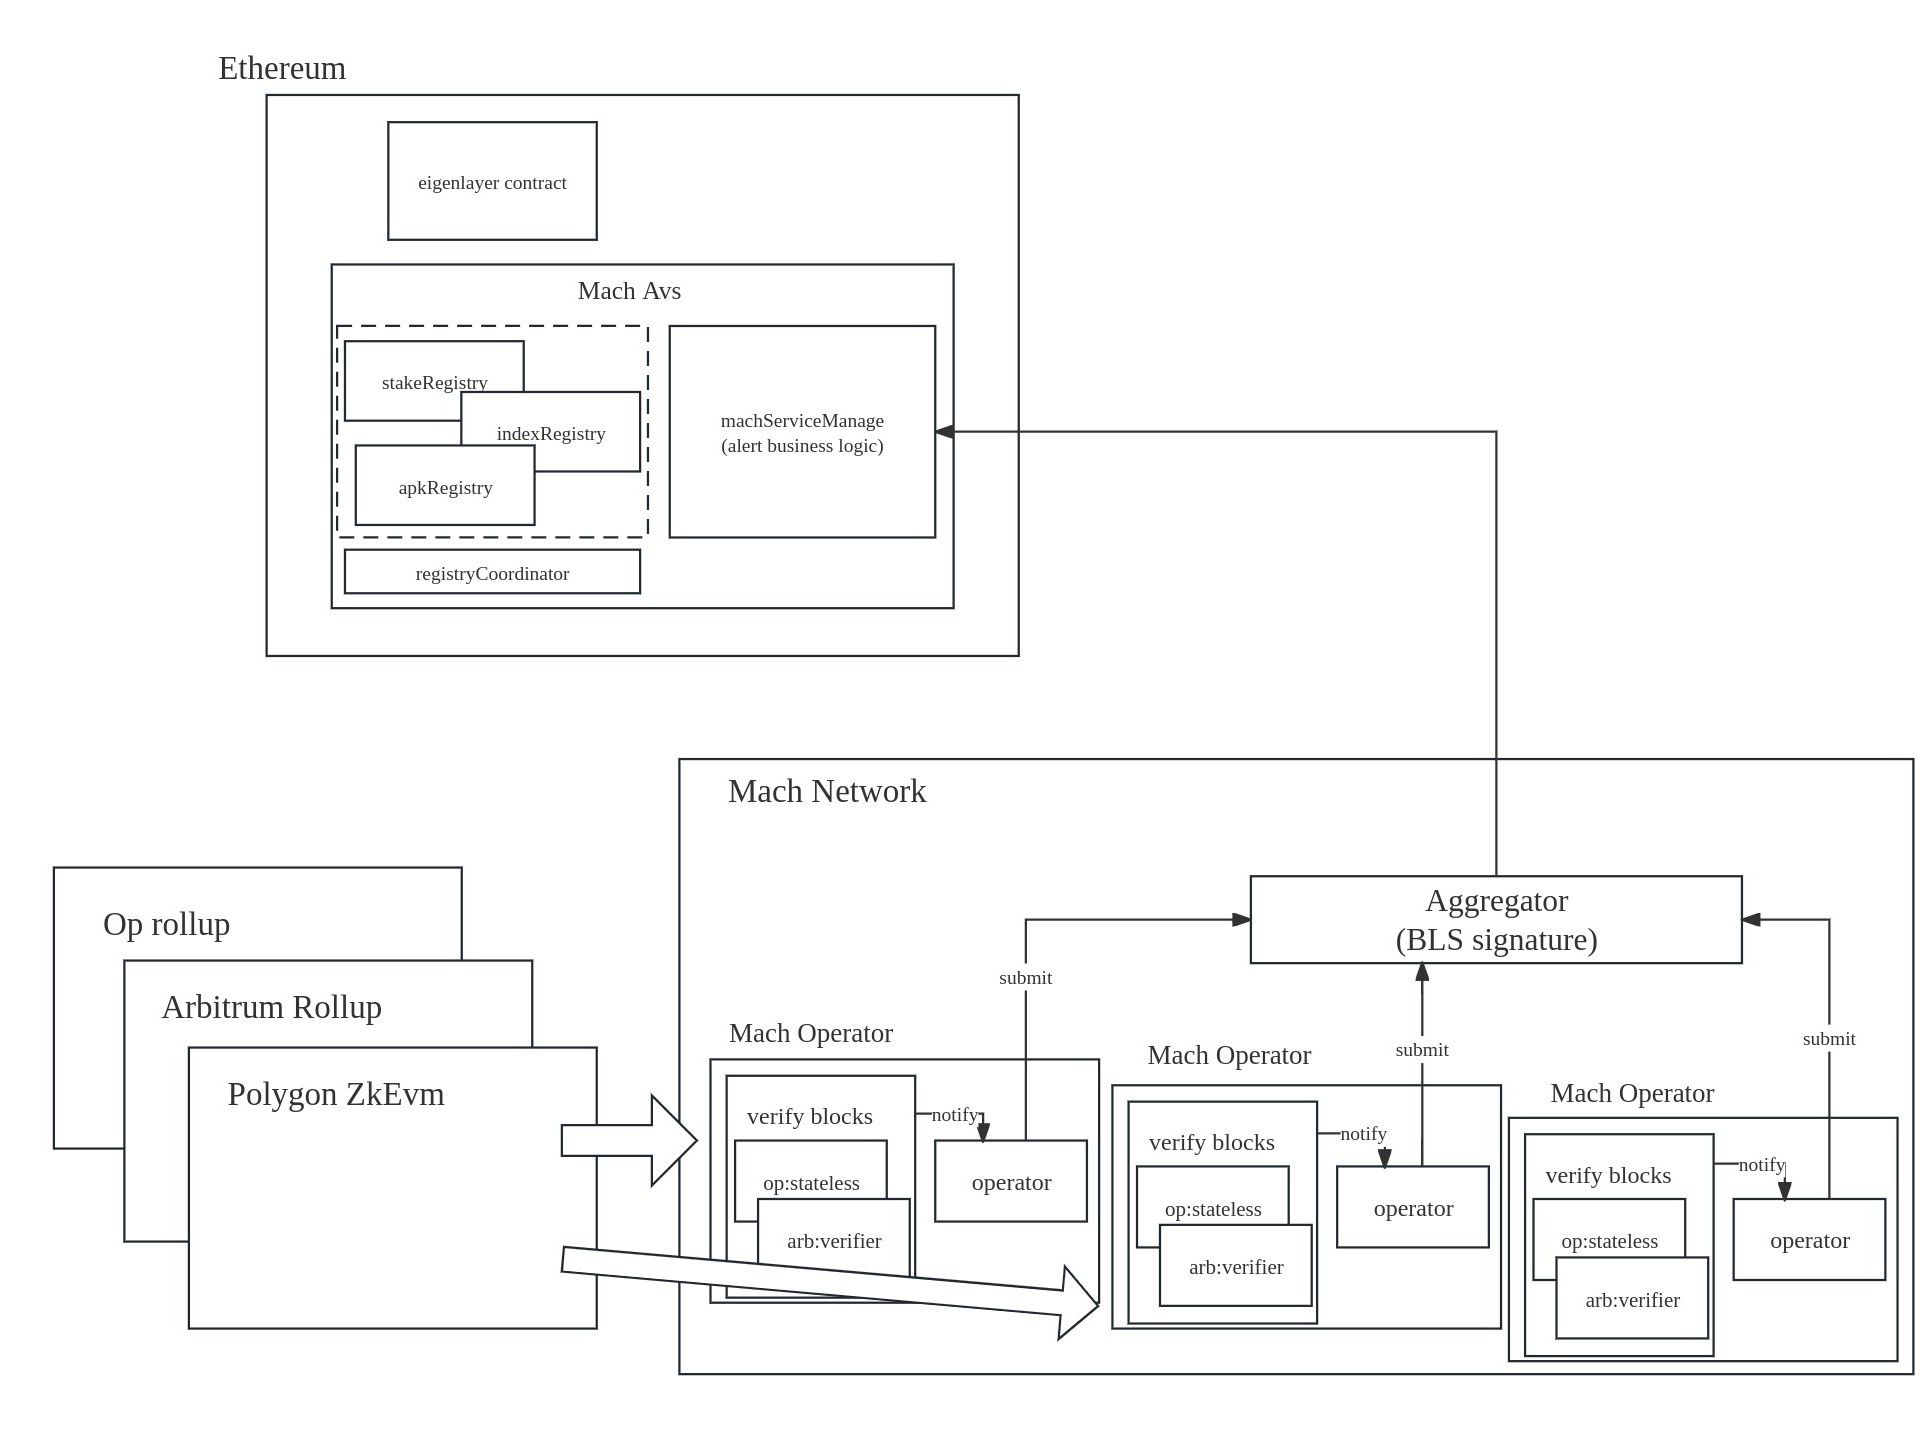 Ethereum
eigenlayer contract
Mach Avs
stakeRegistry
indexRegistry
apkRegistry
registryCoordinator
machServiceManage
(alert business logic)
Mach Network
Aggregator
(BLS signature)
Op rollup
Arbitrum Rollup
Polygon ZkEvm
submit
Mach Operator
verify blocks
notify
op:stateless
arb:verifier
operator
submit
Mach Operator
verify blocks
notify
op:stateless
arb:verifier
operator
submit
Mach Operator
verify blocks
notify
op:stateless
arb:verifier
operator